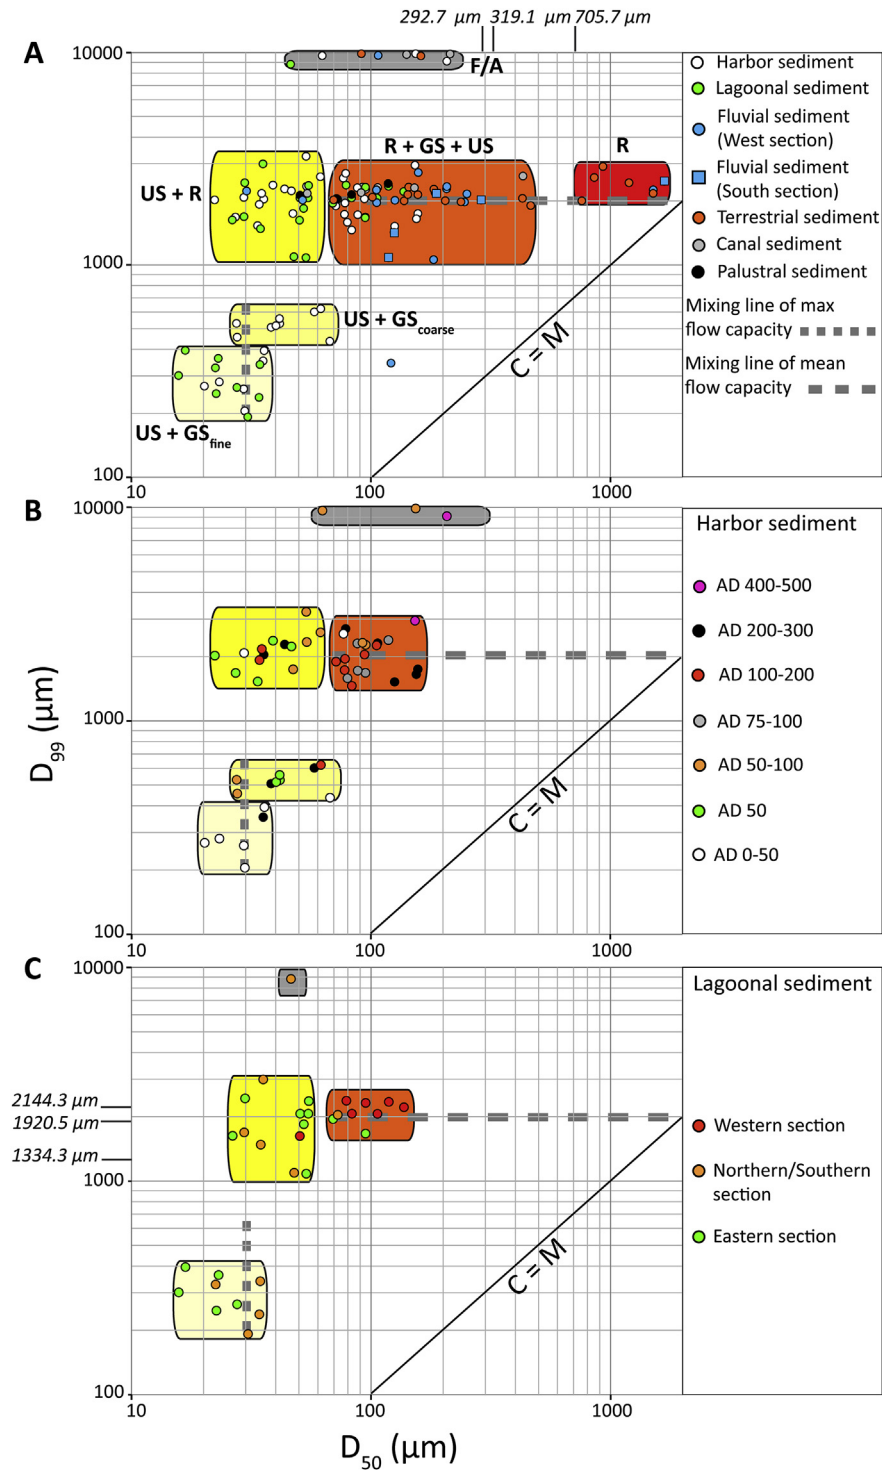 292.7 μm 319.1 μm 705.7 μm
A
10000
1000
100
10
100
1000
F/A
R + GS + US
R
US + R
US + GS coarse
US + GS fine
C = M
Harbor sediment
Lagoonal sediment
Fluvial sediment
(West section)
Fluvial sediment
(South section)
Terrestrial sediment
Canal sediment
Palustral sediment
Mixing line of max
flow capacity
Mixing line of mean
flow capacity
B
10000
1000
100
10
100
1000
C = M
D99 (μm)
Harbor sediment
AD 400-500
AD 200-300
AD 100-200
AD 75-100
AD 50-100
AD 50
AD 0-50
C
10000
2144.3 μm
1920.5 μm
1334.3 μm
1000
100
10
100
1000
C = M
Lagoonal sediment
Western section
Northern/Southern
section
Eastern section
D50 (μm)